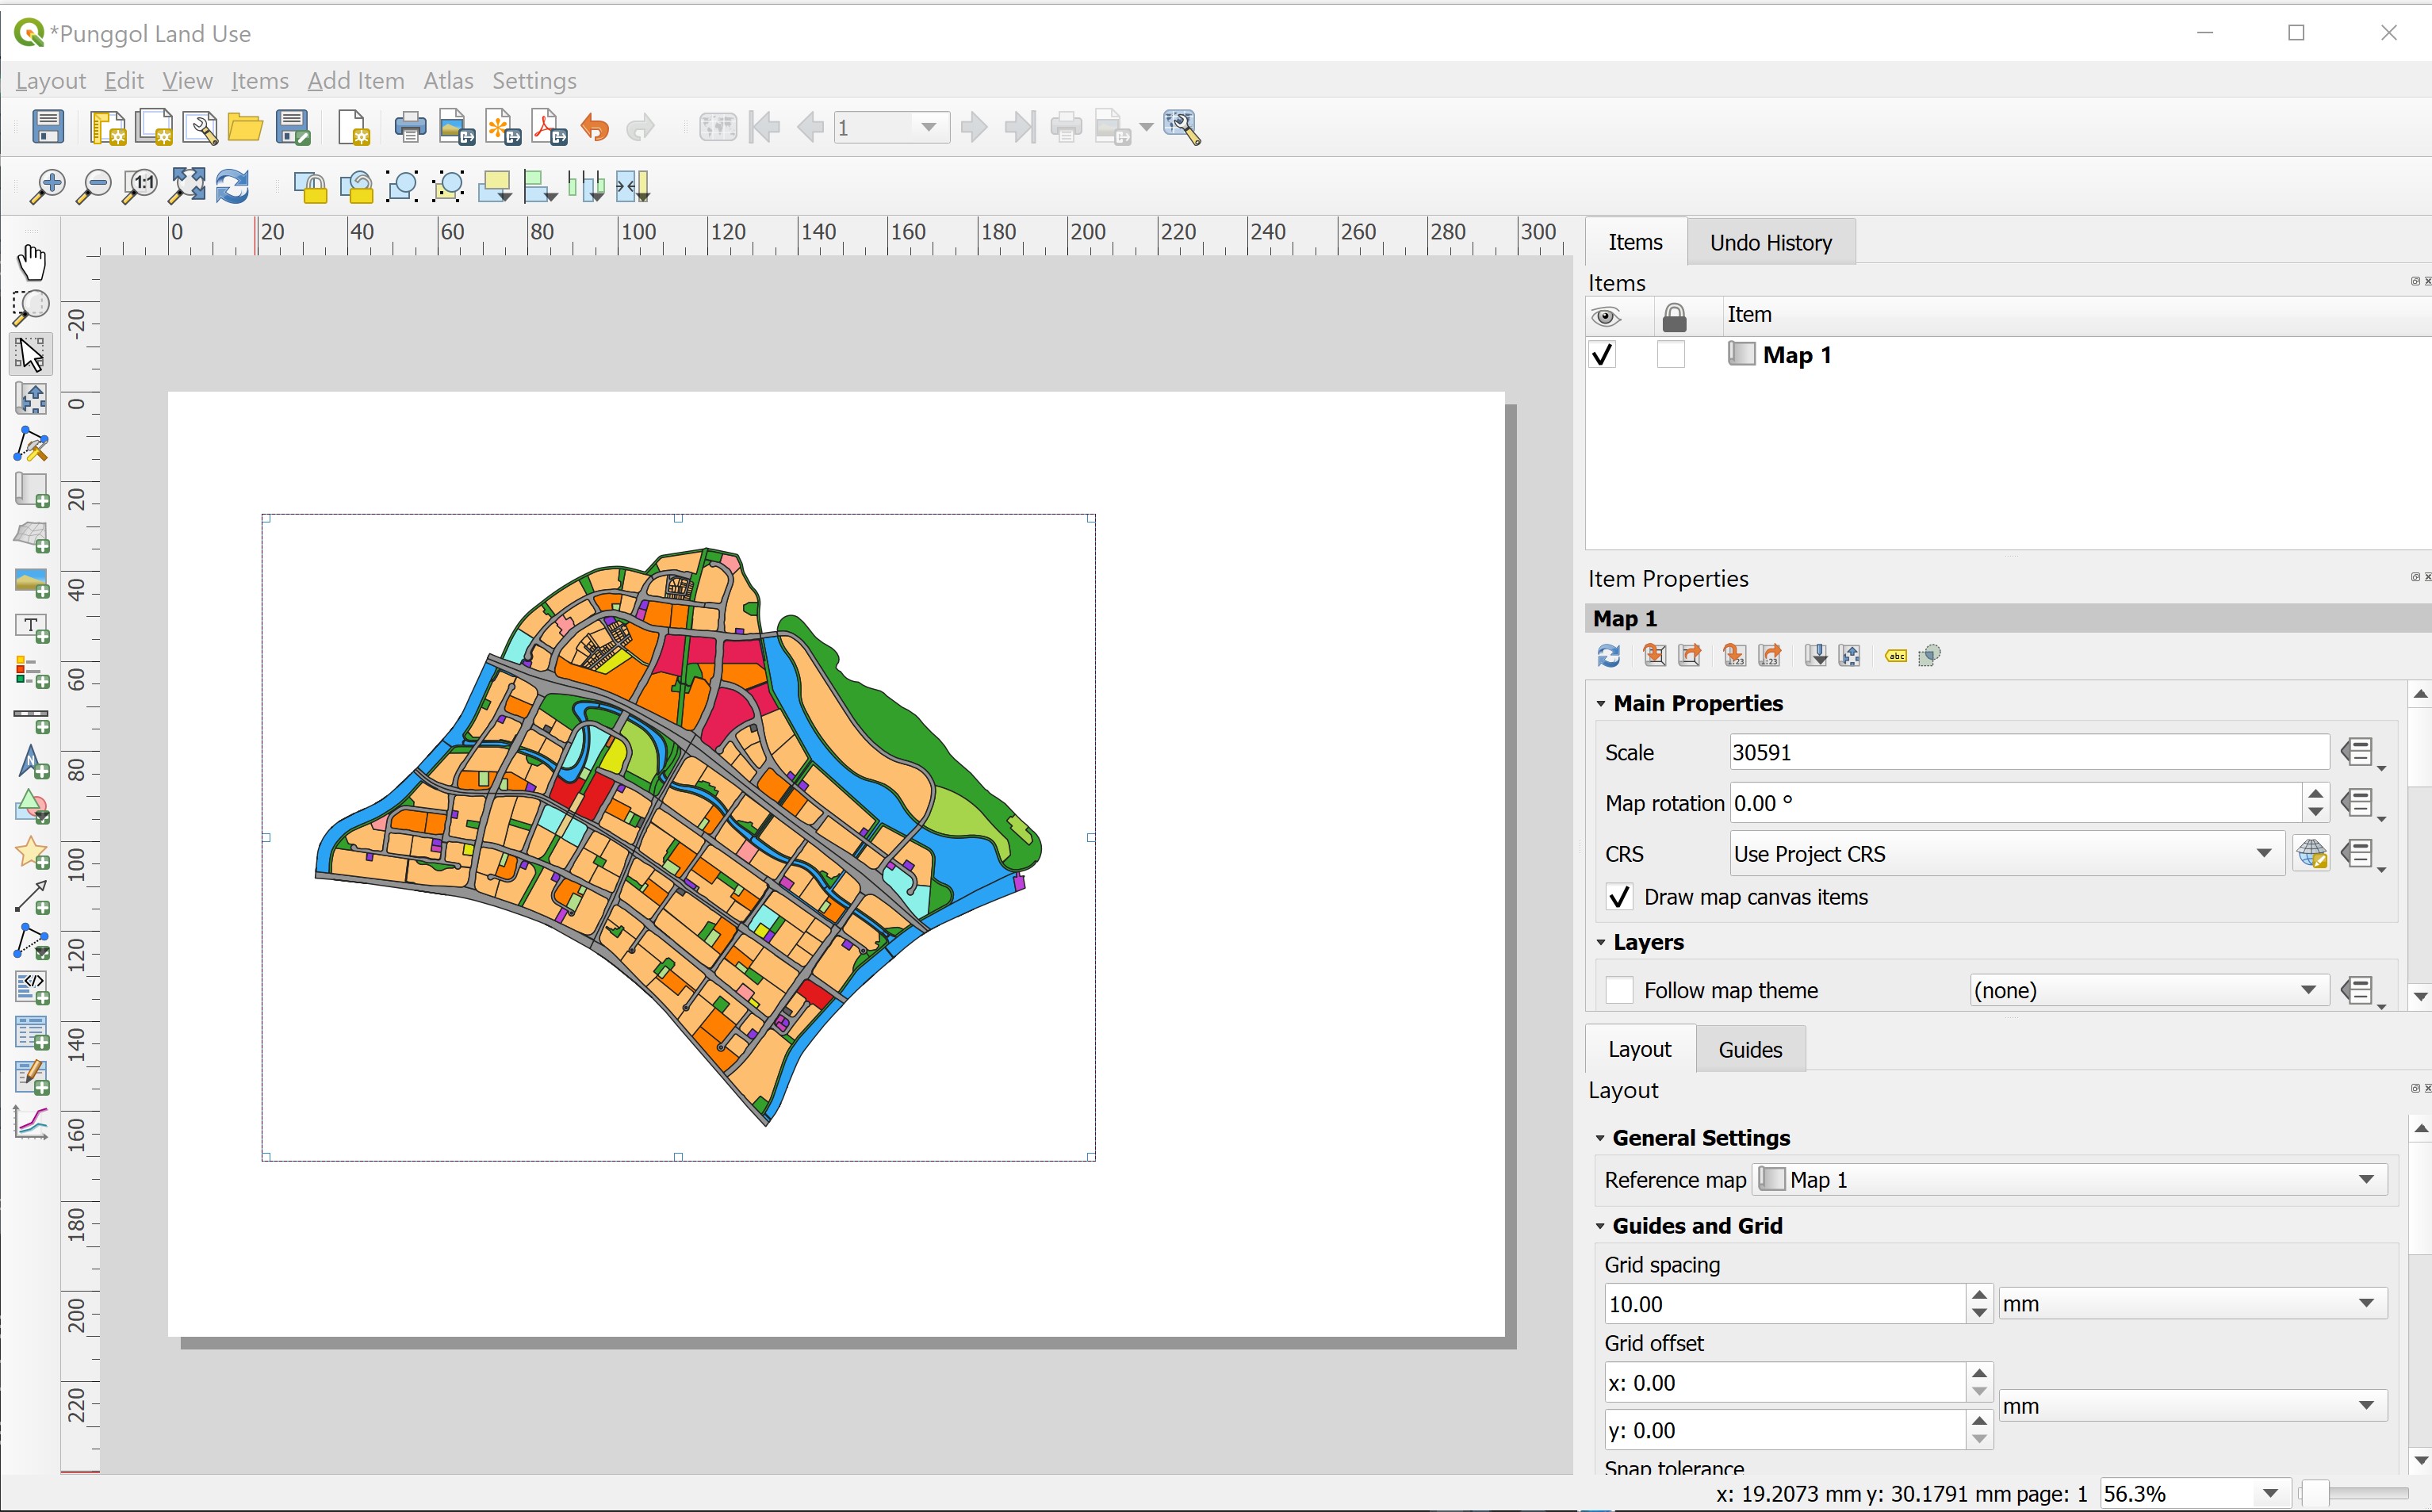 *Punggol Land Use
Layout Edit View Items Add Item Atlas Settings
1
1:1
0 20 40 60 80 100 120 140 160 180 200 220 240 260 280 300
-20
0
20
40
60
80
100
120
140
160
180
200
220
T
Items Undo History
Items
Item
Map 1
Item Properties
Map 1
abc
Main Properties
Scale 30591
Map rotation 0.00 °
CRS Use Project CRS
Draw map canvas items
Layers
Follow map theme (none)
Layout Guides
Layout
General Settings
Reference map Map 1
Guides and Grid
Grid spacing
10.00 mm
Grid offset
x: 0.00
mm
y: 0.00
Snap tolerance
x: 19.2073 mm y: 30.1791 mm page: 1 56.3%